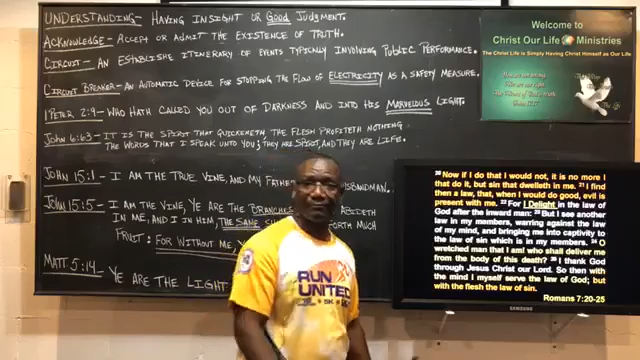 UNDERSTANDING- HAVING INSIGHT OR GOOD JUDGMENT.
ACKNOWLEDGE- ACCEPT OR ADMIT THE EXISTENCE OF TRUTH.
CIRCUIT- AN ESTABLISHE ITINERARY OF EVENTS TYPICALLY INVOLVING PUBLIC PERFORMANCE.
CIRCUIT BREAKER- AN AUTOMATIC DEVICE FOR STOPPING THE FLOW OF ELECTRICITY AS A SAFETY MEASURE.
1 PETER 2:9- WHO HATH CALLED YOU OUT OF DARKNESS AND INTO HIS MARVELOUS LIGHT.
JOHN 6:63- IT IS THE SPIRIT THAT QUICKENETH THE FLESH PROFITETH NOTHING
THE WORDS THAT I SPEAK UNTO YOU; THEY ARE SPIRIT, AND THEY ARE LIFE.
JOHN 15:1- I AM THE TRUE VINE, AND MY FATHE HUSBANDMAN.
JOHN 15:5- I AM THE VINE, YE ARE THE BRANCHES ABIDETH
IN ME, AND I IN HIM, THE SAME FORTH MUCH
FRUIT: FOR WITHOUT ME,
MATT. 5:14- YE ARE THE LIGHT
Welcome to
Christ Our Life Ministries
The Christ Life is Simply Having Christ Himself as Our Life
The Way
The Life
20 Now if I do that I would not, it is no more I
that do it, but sin that dwelleth in me. 21 I find
then a law, that, when I would do good, evil is
present with me. 22 For I Delight in the law of
God after the inward man: 23 But I see another
law in my members, warring against the law
of my mind, and bringing me into captivity to
the law of sin which is in my members. 24 O
wretched man that I am! who shall deliver me
from the body of this death? 25 I thank God
through Jesus Christ our Lord. So then with
the mind I myself serve the law of God; but
with the flesh the law of sin.
Romans 7:20-25
SAMSUNG
RUN
UNITED
5K